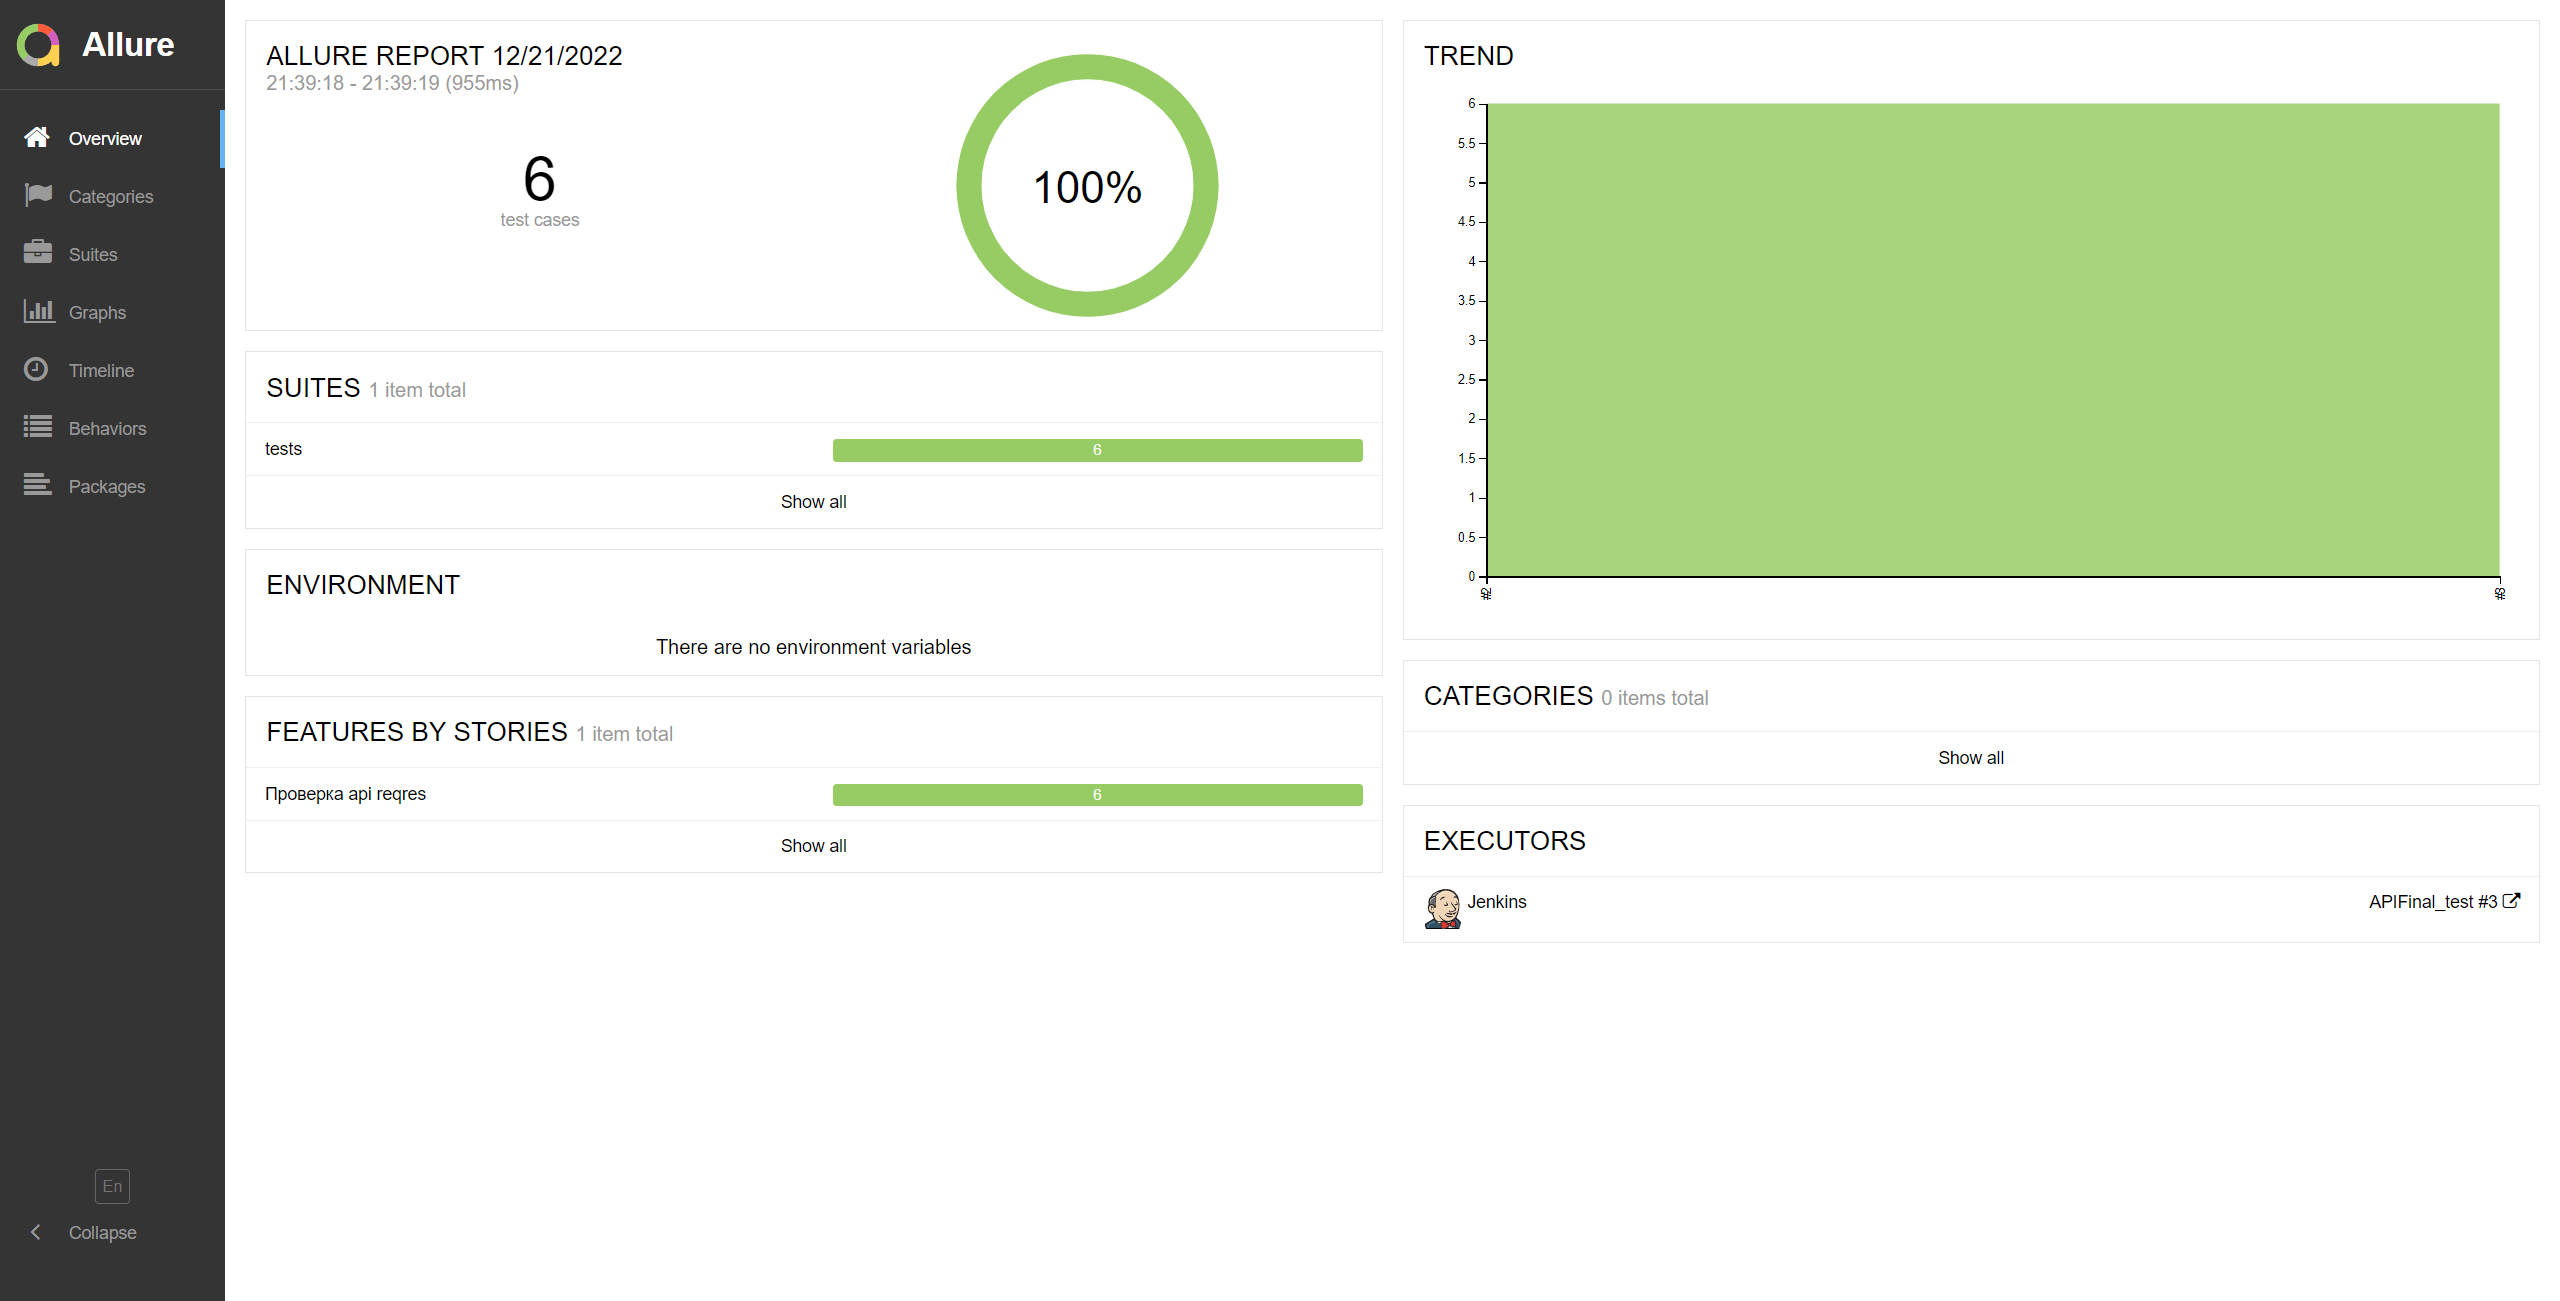 Allure
Overview
Categories
Suites
Graphs
Timeline
Behaviors
Packages
En
Collapse
ALLURE REPORT 12/21/2022
21:39:18 - 21:39:19 (955ms)
6
test cases
100%
SUITES 1 item total
tests 6
Show all
ENVIRONMENT
There are no environment variables
FEATURES BY STORIES 1 item total
Проверка api reqres 6
Show all
TREND
6
5.5
5
4.5
4
3.5
3
2.5
2
1.5
1
0.5
0
#2
#3
CATEGORIES 0 items total
Show all
EXECUTORS
Jenkins APIFinal_test #3